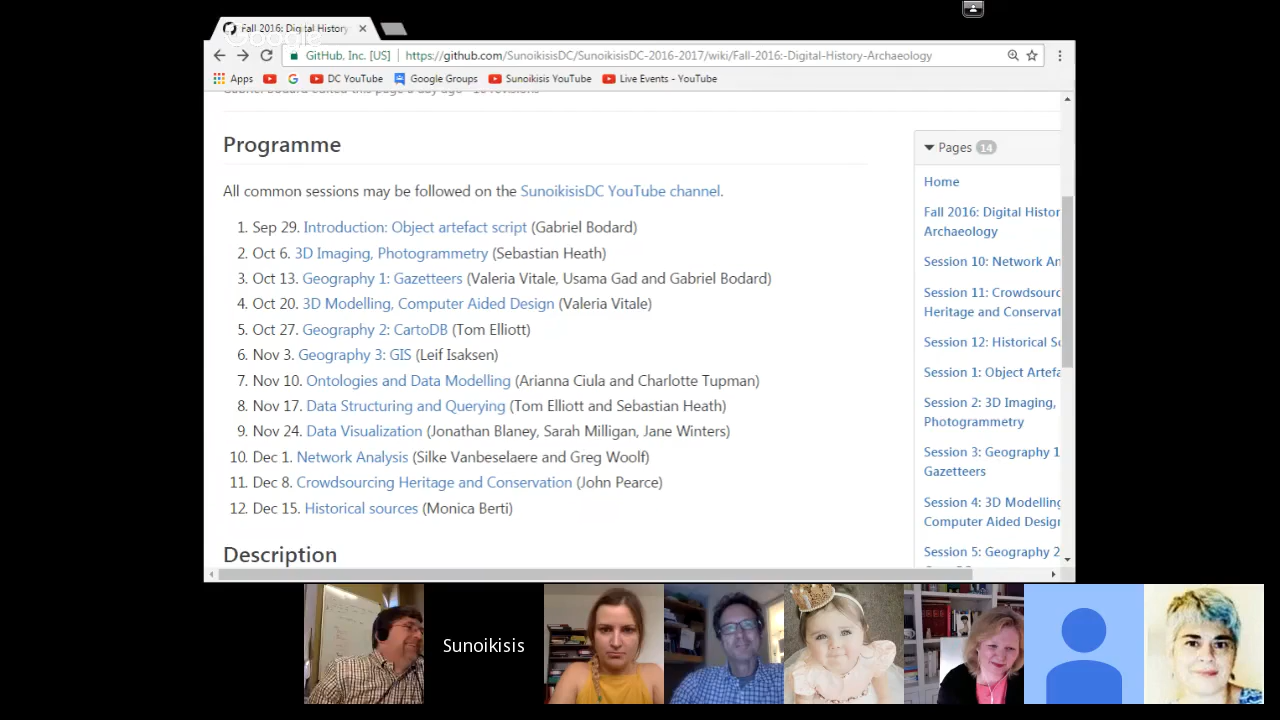 Fall 2016: Digital History
Google
GitHub, Inc. [US] | https://github.com/SunoikisisDC/SunoikisisDC-2016-2017/wiki/Fall-2016:-Digital-History-Archaeology
Apps DC YouTube Google Groups Sunoikisis YouTube Live Events - YouTube
Gabriel Bodard edited this page a day ago
Programme
All common sessions may be followed on the SunoikisisDC YouTube channel.
1. Sep 29. Introduction: Object artefact script (Gabriel Bodard)
2. Oct 6. 3D Imaging, Photogrammetry (Sebastian Heath)
3. Oct 13. Geography 1: Gazetteers (Valeria Vitale, Usama Gad and Gabriel Bodard)
4. Oct 20. 3D Modelling, Computer Aided Design (Valeria Vitale)
5. Oct 27. Geography 2: CartoDB (Tom Elliott)
6. Nov 3. Geography 3: GIS (Leif Isaksen)
7. Nov 10. Ontologies and Data Modelling (Arianna Ciula and Charlotte Tupman)
8. Nov 17. Data Structuring and Querying (Tom Elliott and Sebastian Heath)
9. Nov 24. Data Visualization (Jonathan Blaney, Sarah Milligan, Jane Winters)
10. Dec 1. Network Analysis (Silke Vanbeselaere and Greg Woolf)
11. Dec 8. Crowdsourcing Heritage and Conservation (John Pearce)
12. Dec 15. Historical sources (Monica Berti)
Description
Pages 14
Home
Fall 2016: Digital Histor
Archaeology
Session 10: Network An
Session 11: Crowdsourc
Heritage and Conservat
Session 12: Historical So
Session 1: Object Artefa
Session 2: 3D Imaging,
Photogrammetry
Session 3: Geography 1
Gazetteers
Session 4: 3D Modelling
Computer Aided Design
Session 5: Geography 2
Sunoikisis